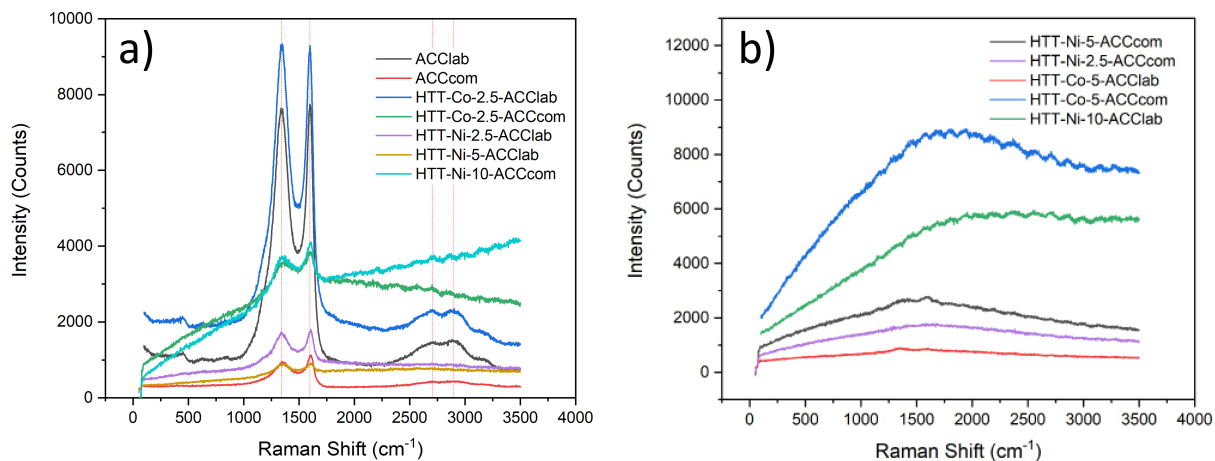 a)
ACClab
ACCcom
HTT-Co-2.5-ACClab
HTT-Co-2.5-ACCcom
HTT-Ni-2.5-ACClab
HTT-Ni-5-ACClab
HTT-Ni-10-ACCcom
10000
8000
6000
4000
2000
0
Intensity (Counts)
0 500 1000 1500 2000 2500 3000 3500 4000
Raman Shift (cm⁻¹)
b)
HTT-Ni-5-ACCcom
HTT-Ni-2.5-ACCcom
HTT-Co-5-ACClab
HTT-Co-5-ACCcom
HTT-Ni-10-ACClab
12000
10000
8000
6000
4000
2000
0
Intensity (Counts)
0 500 1000 1500 2000 2500 3000 3500 4000
Raman Shift (cm⁻¹)